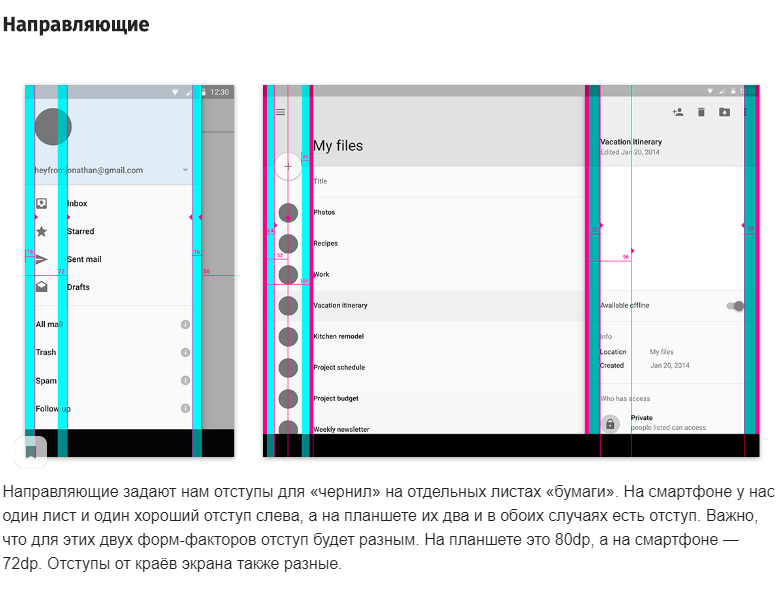 Направляющие
12:30
heyfromjonathan@gmail.com
Inbox
Starred
Sent mail
Drafts
All mail
Trash
Spam
Follow up
16
72
16
56
My files
Title
Photos
Recipes
Work
Vacation itinerary
Kitchen remodel
Project schedule
Project budget
Weekly newsletter
Vacation itinerary
Edited Jan 20, 2014
96
Available offline
Info
Location My files
Created Jan 20, 2014
Who has access
Private
people listed can access
Направляющие задают нам отступы для «чернил» на отдельных листах «бумаги». На смартфоне у нас
один лист и один хороший отступ слева, а на планшете их два и в обоих случаях есть отступ. Важно,
что для этих двух форм-факторов отступ будет разным. На планшете это 80dp, а на смартфоне —
72dp. Отступы от краёв экрана также разные.